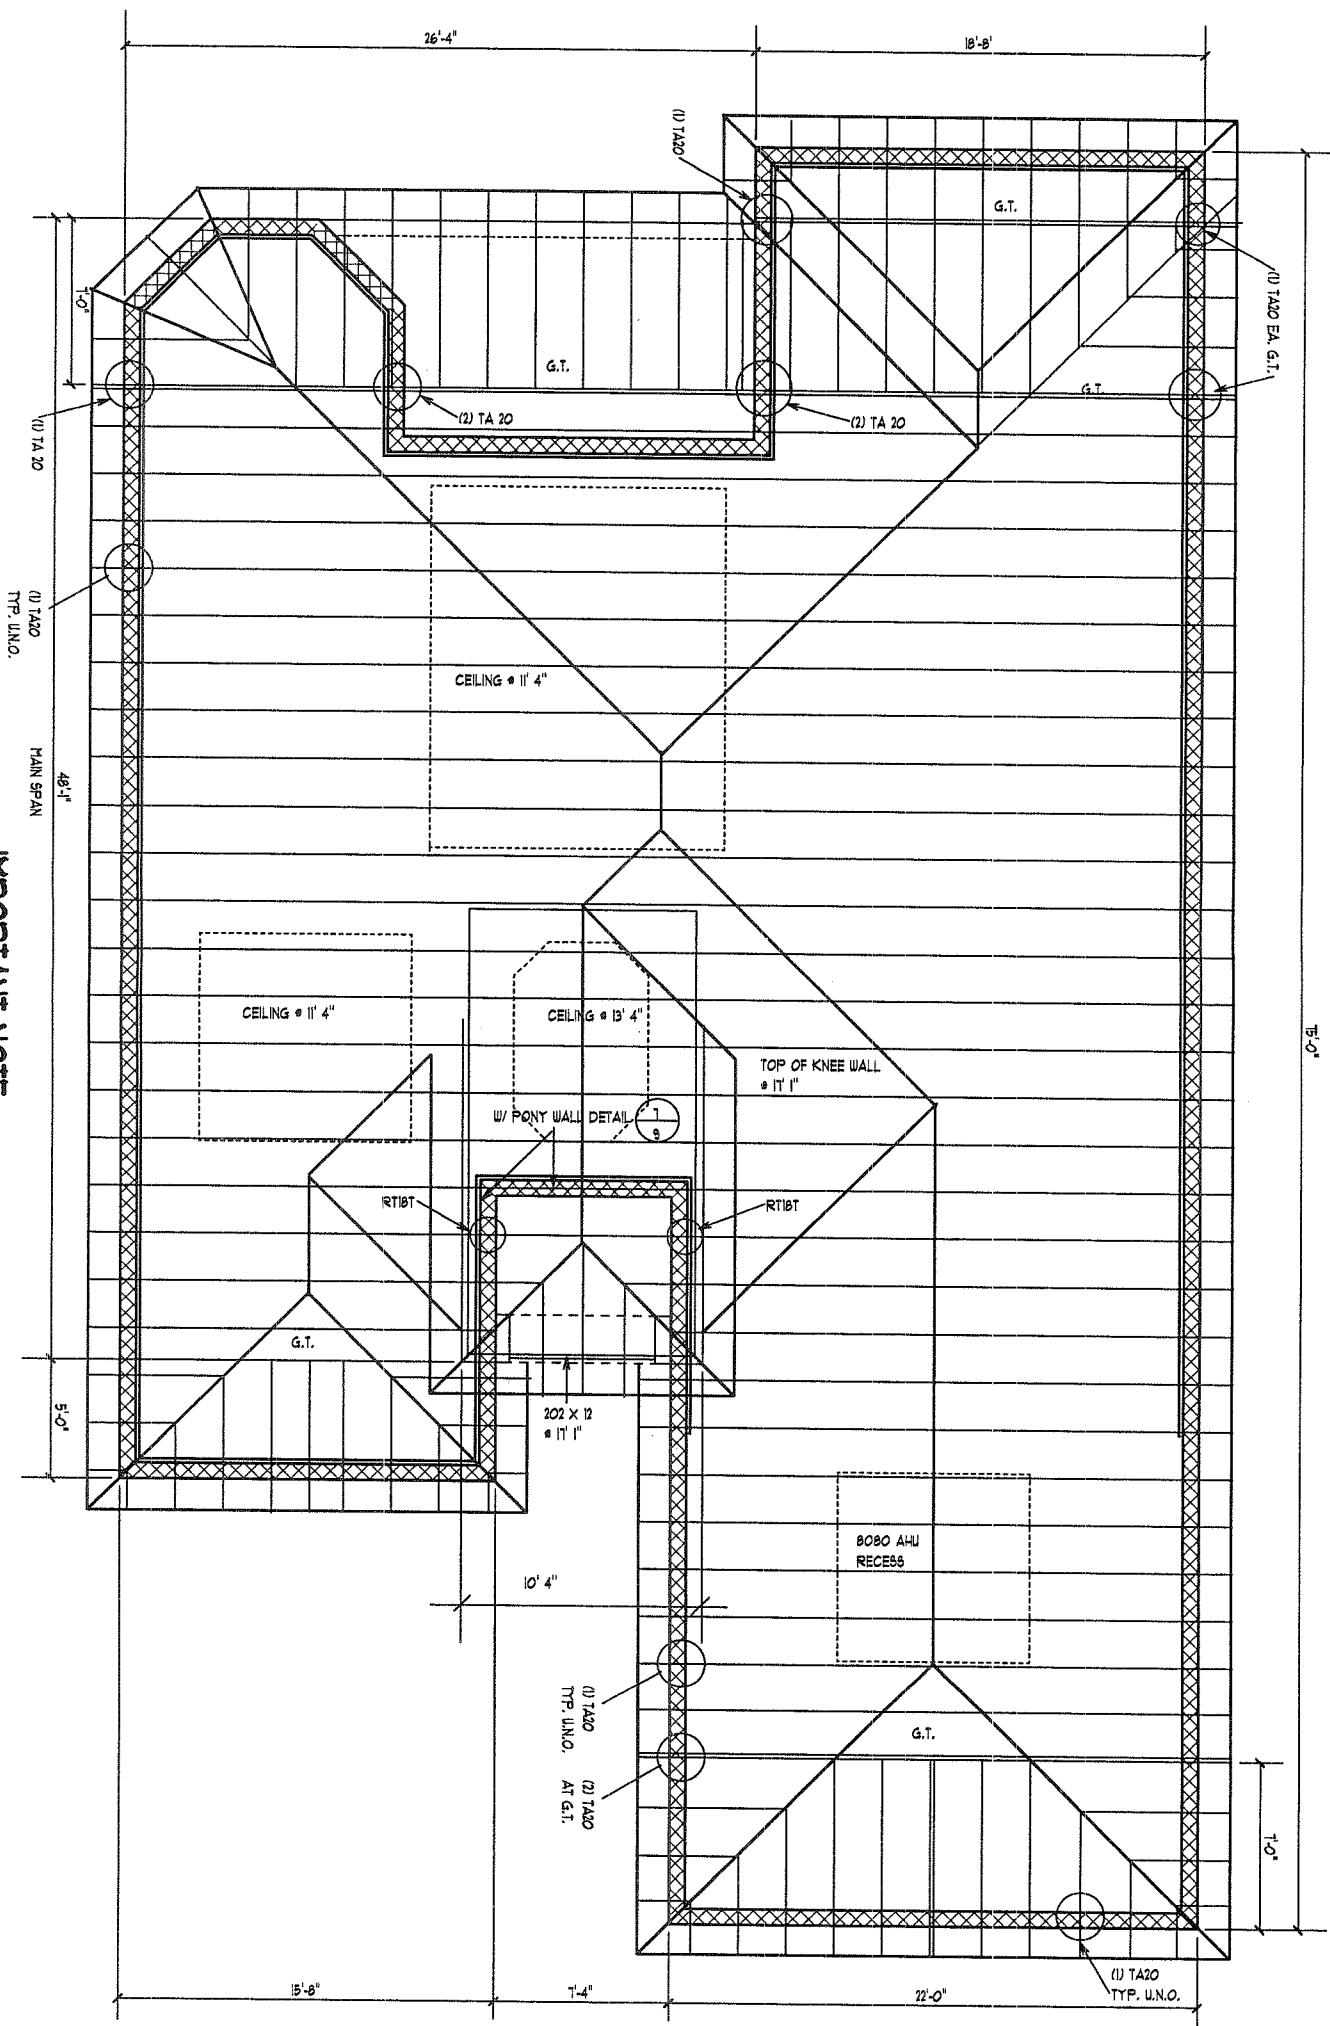 26'-4"
18'-8"
(1) TA20
G.T.
(1) TA20 EA. G.T.
7'-0"
G.T.
G.T.
(2) TA 20
(2) TA 20
(1) TA 20
(1) TA20
TYP. U.N.O.
CEILING @ 11' 4"
MAIN SPAN
48'-1"
75'-0"
CEILING @ 11' 4"
CEILING @ 13' 4"
TOP OF KNEE WALL
@ 17' 1"
W/ PONY WALL DETAIL
RT18T
RT18T
G.T.
5'-0"
202 X 12
@ 17' 1"
8080 AHU
RECESS
10' 4"
(1) TA20
TYP. U.N.O.
(2) TA20
AT G.T.
G.T.
7'-0"
(1) TA20
TYP. U.N.O.
15'-8"
7'-4"
22'-0"